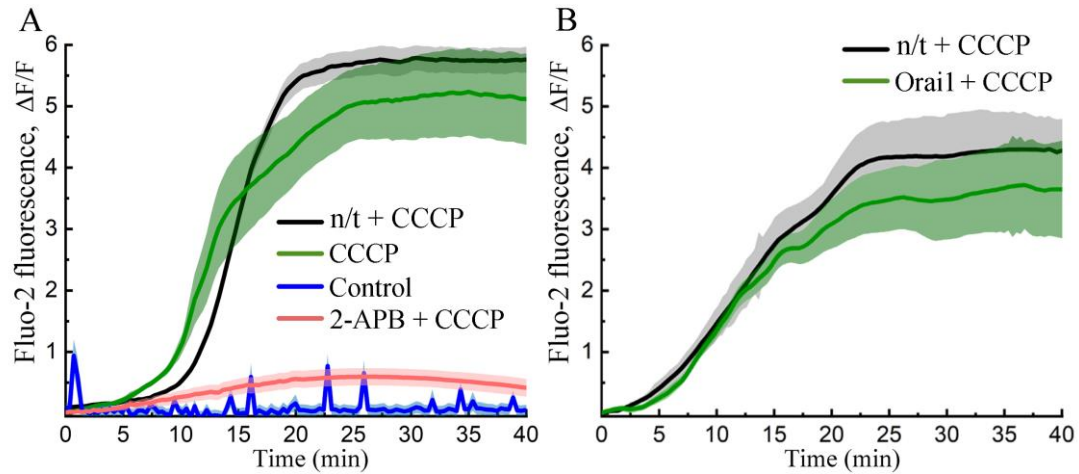 A
Fluo-2 fluorescence, ΔF/F
6
5
4
3
2
1
n/t + CCCP
CCCP
Control
2-APB + CCCP
0
5
10
15
20
25
30
35
40
Time (min)
B
Fluo-2 fluorescence, ΔF/F
6
5
4
3
2
1
n/t + CCCP
Orai1 + CCCP
0
5
10
15
20
25
30
35
40
Time (min)